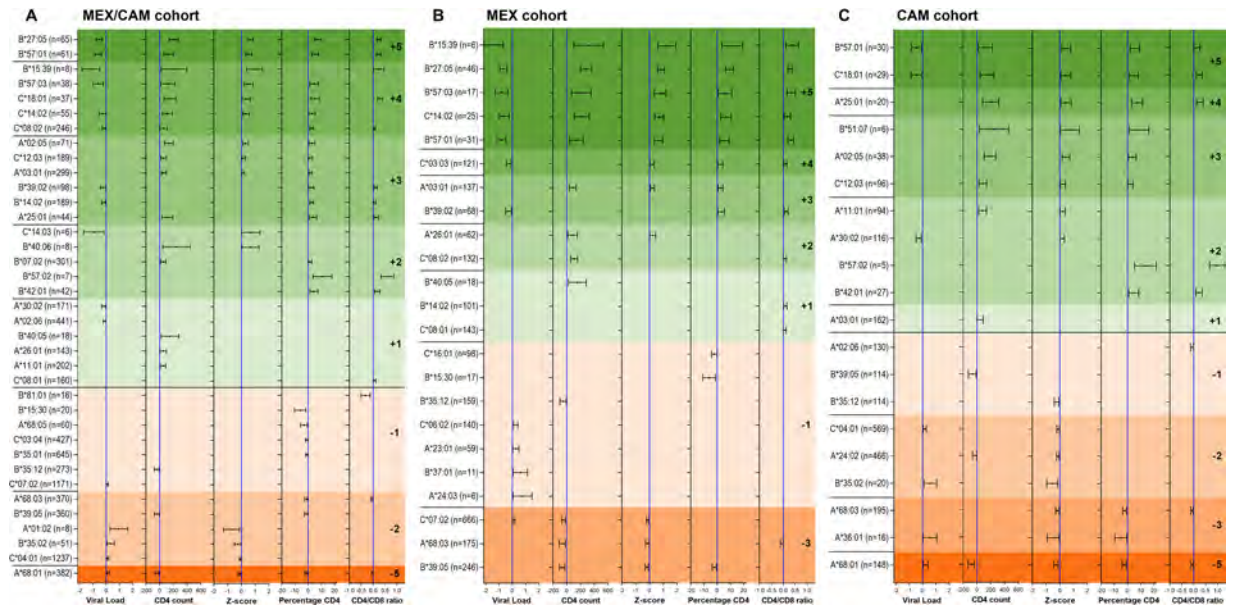 A MEX/CAM cohort
B*27:05 (n=65)
B*57:01 (n=61)
+5
B*15:39 (n=8)
B*57:03 (n=38)
C*18:01 (n=37)
C*14:02 (n=55)
C*08:02 (n=246)
+4
A*02:05 (n=71)
C*12:03 (n=189)
A*03:01 (n=299)
B*39:02 (n=98)
B*14:02 (n=189)
A*25:01 (n=44)
+3
C*14:03 (n=6)
B*40:06 (n=8)
B*07:02 (n=301)
B*57:02 (n=7)
B*42:01 (n=42)
+2
A*30:02 (n=171)
A*02:06 (n=441)
B*40:05 (n=18)
A*26:01 (n=143)
A*11:01 (n=202)
C*08:01 (n=160)
+1
B*81:01 (n=16)
B*15:30 (n=20)
A*68:05 (n=60)
C*03:04 (n=427)
B*35:01 (n=645)
B*35:12 (n=273)
C*07:02 (n=1171)
-1
A*68:03 (n=370)
B*39:05 (n=360)
A*01:02 (n=8)
B*35:02 (n=51)
C*04:01 (n=1237)
-2
A*68:01 (n=382)
-5
Viral Load CD4 count Z-score Percentage CD4 CD4/CD8 ratio
B MEX cohort
B*15:39 (n=6)
B*27:05 (n=46)
B*57:03 (n=17)
C*14:02 (n=25)
B*57:01 (n=31)
+5
C*03:03 (n=121)
+4
A*03:01 (n=137)
B*39:02 (n=68)
+3
A*26:01 (n=62)
C*08:02 (n=132)
+2
B*40:05 (n=18)
B*14:02 (n=101)
C*08:01 (n=143)
+1
C*16:01 (n=98)
B*15:30 (n=17)
B*35:12 (n=159)
C*06:02 (n=140)
A*23:01 (n=59)
B*37:01 (n=11)
A*24:03 (n=6)
-1
C*07:02 (n=666)
A*68:03 (n=175)
B*39:05 (n=246)
-3
Viral Load CD4 count Z-score Percentage CD4 CD4/CD8 ratio
C CAM cohort
B*57:01 (n=30)
C*18:01 (n=29)
+5
A*25:01 (n=20)
+4
B*51:07 (n=6)
A*02:05 (n=38)
C*12:03 (n=96)
+3
A*11:01 (n=94)
A*30:02 (n=116)
B*57:02 (n=5)
B*42:01 (n=27)
+2
A*03:01 (n=162)
+1
A*02:06 (n=130)
B*39:05 (n=114)
B*35:12 (n=114)
-1
C*04:01 (n=569)
A*24:02 (n=466)
B*35:02 (n=20)
-2
A*68:03 (n=195)
A*36:01 (n=16)
-3
A*68:01 (n=148)
-5
Viral Load CD4 count Z-score Percentage CD4 CD4/CD8 ratio